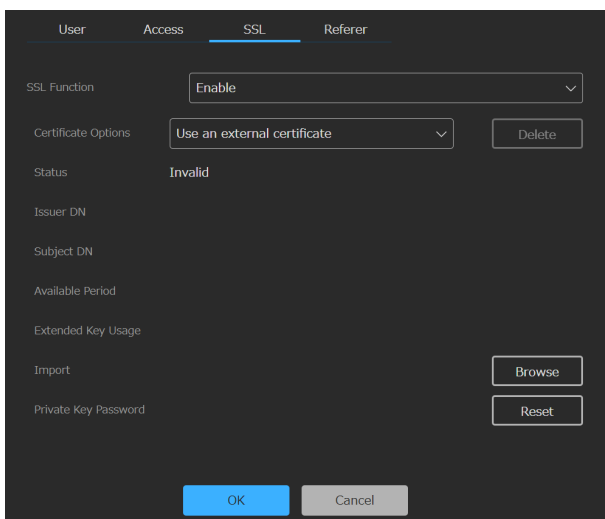 User Access SSL Referer
SSL Function Enable
Certificate Options Use an external certificate Delete
Status Invalid
Issuer DN
Subject DN
Available Period
Extended Key Usage
Import Browse
Private Key Password Reset
OK Cancel